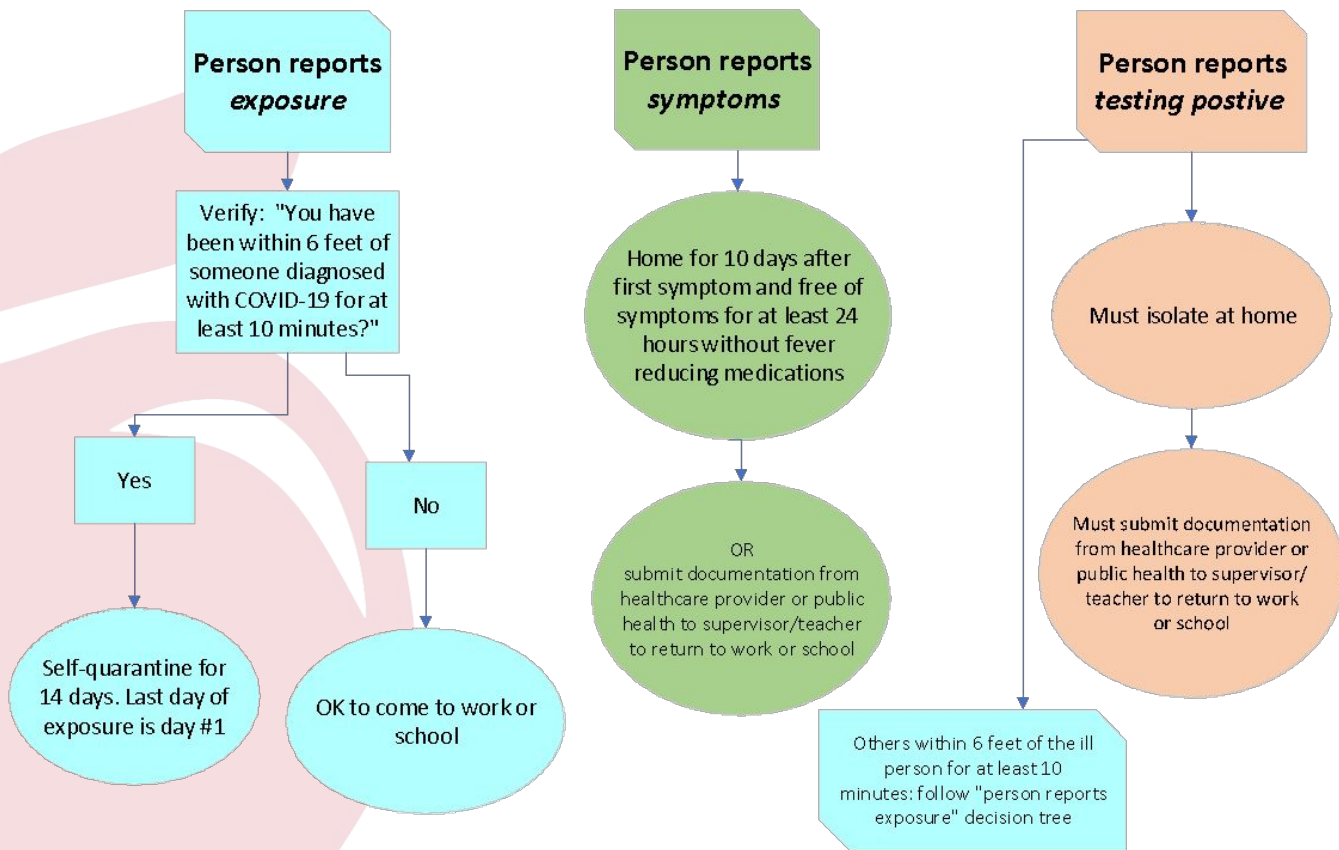 Person reports
exposure
Verify: "You have
been within 6 feet of
someone diagnosed
with COVID-19 for at
least 10 minutes?"
Yes
No
Self-quarantine for
14 days. Last day of
exposure is day #1
OK to come to work or
school
Person reports
symptoms
Home for 10 days after
first symptom and free of
symptoms for at least 24
hours without fever
reducing medications
OR
submit documentation from
healthcare provider or public
health to supervisor/teacher
to return to work or school
Person reports
testing postive
Must isolate at home
Must submit documentation
from healthcare provider or
public health to supervisor/
teacher to return to work
or school
Others within 6 feet of the ill
person for at least 10
minutes: follow "person reports
exposure" decision tree